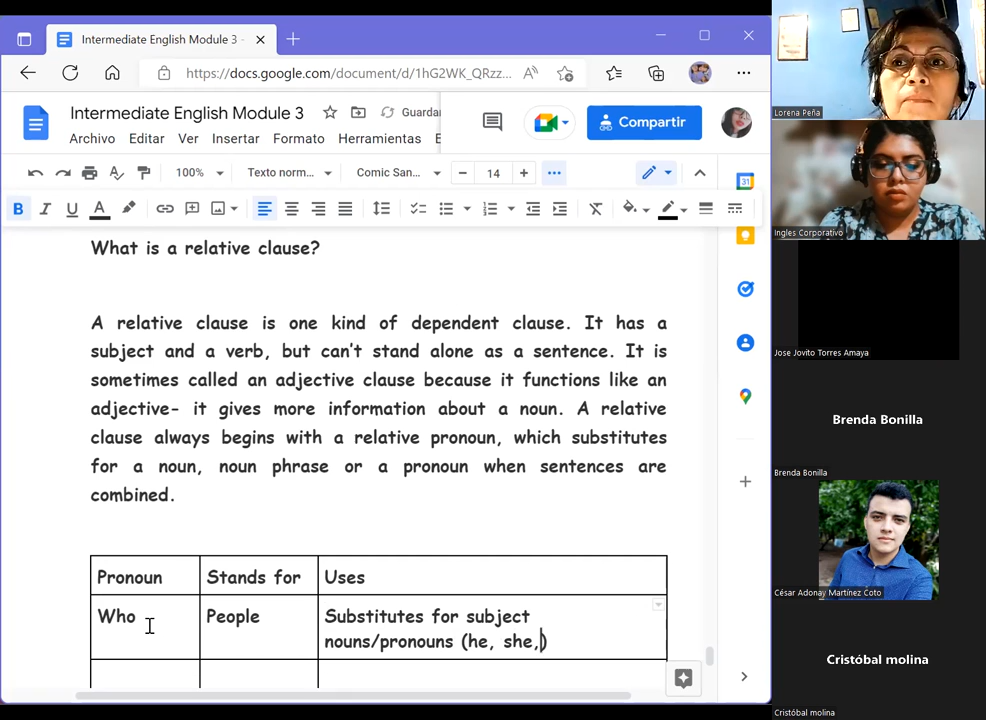 Intermediate English Module 3 -
https://docs.google.com/document/d/1hG2WK_QRzz...
Intermediate English Module 3
Guardar
Compartir
Archivo Editar Ver Insertar Formato Herramientas E
100% Texto norm... Comic San... 14
What is a relative clause?
A relative clause is one kind of dependent clause. It has a
subject and a verb, but can't stand alone as a sentence. It is
sometimes called an adjective clause because it functions like an
adjective- it gives more information about a noun. A relative
clause always begins with a relative pronoun, which substitutes
for a noun, noun phrase or a pronoun when sentences are
combined.
Pronoun Stands for Uses
Who People Substitutes for subject
nouns/pronouns (he, she,)
Lorena Peña
Ingles Corporativo
Jose Jovito Torres Amaya
Brenda Bonilla
Brenda Bonilla
César Adonay Martínez Coto
Cristóbal molina
Cristóbal molina